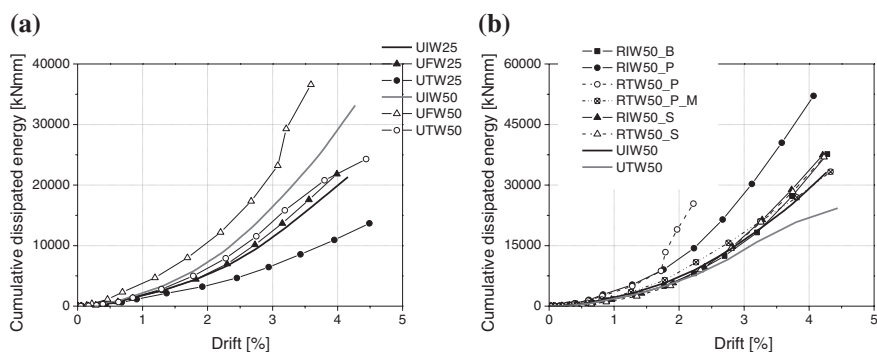 (a)
Cumulative dissipated energy [kNmm]
40000
30000
20000
10000
0
0
1
2
3
4
5
Drift [%]
UIW25
UFW25
UTW25
UIW50
UFW50
UTW50
(b)
Cumulative dissipated energy [kNmm]
60000
45000
30000
15000
0
0
1
2
3
4
5
Drift [%]
RIW50_B
RIW50_P
RTW50_P
RTW50_P_M
RIW50_S
RTW50_S
UIW50
UTW50